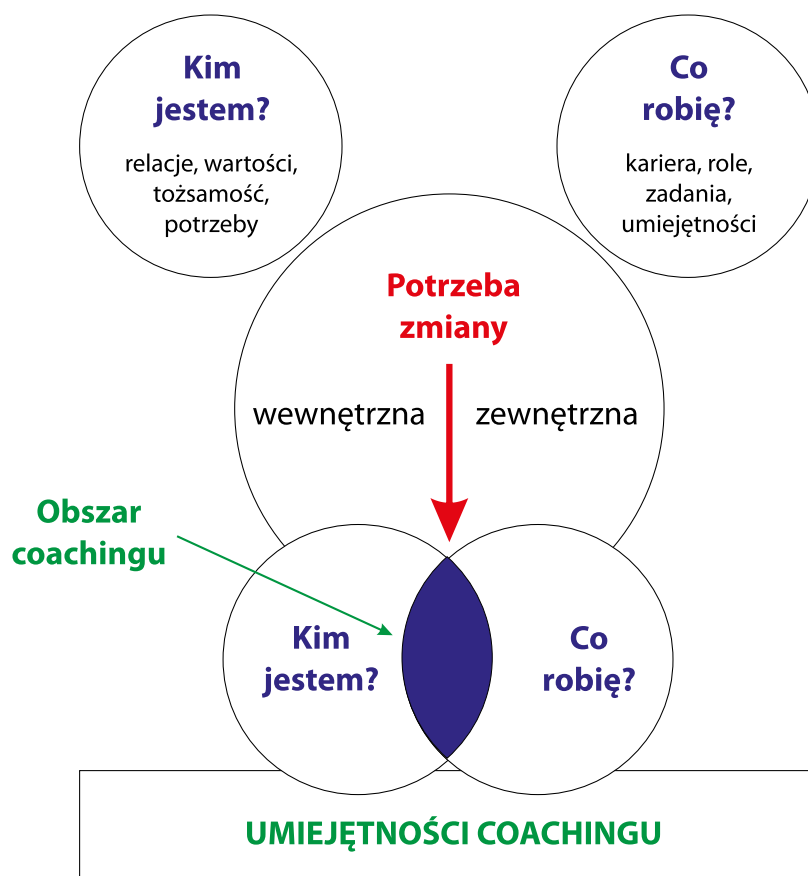 Kim
jestem?
relacje, wartości,
tożsamość,
potrzeby
Co
robię?
kariera, role,
zadania,
umiejętności
Potrzeba
zmiany
wewnętrzna
zewnętrzna
Obszar
coachingu
Kim
jestem?
Co
robię?
UMIEJĘTNOŚCI COACHINGU